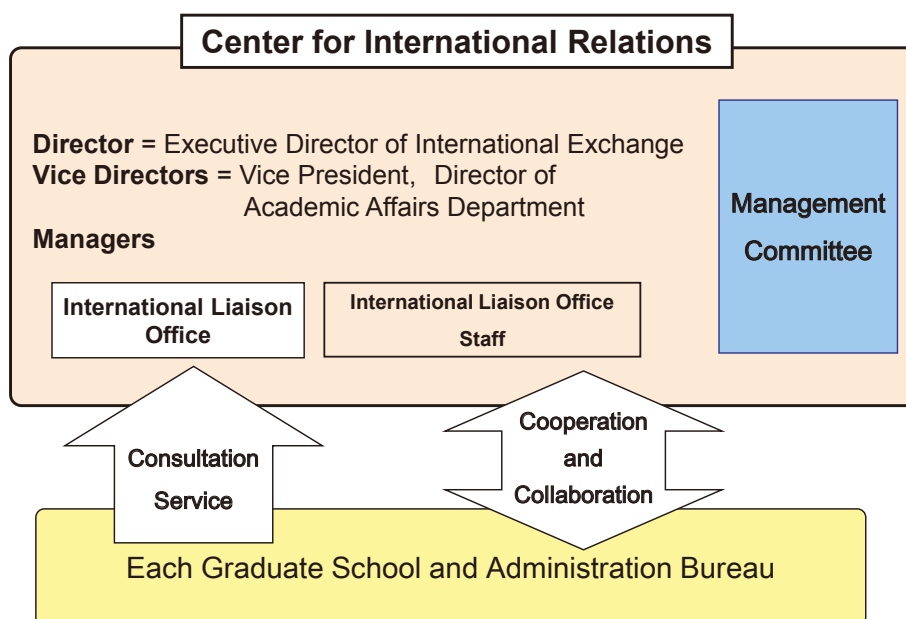 Center for International Relations
Director = Executive Director of International Exchange
Vice Directors = Vice President, Director of
Academic Affairs Department
Managers
Management
Committee
International Liaison
Office
International Liaison Office
Staff
Consultation
Service
Cooperation
and
Collaboration
Each Graduate School and Administration Bureau